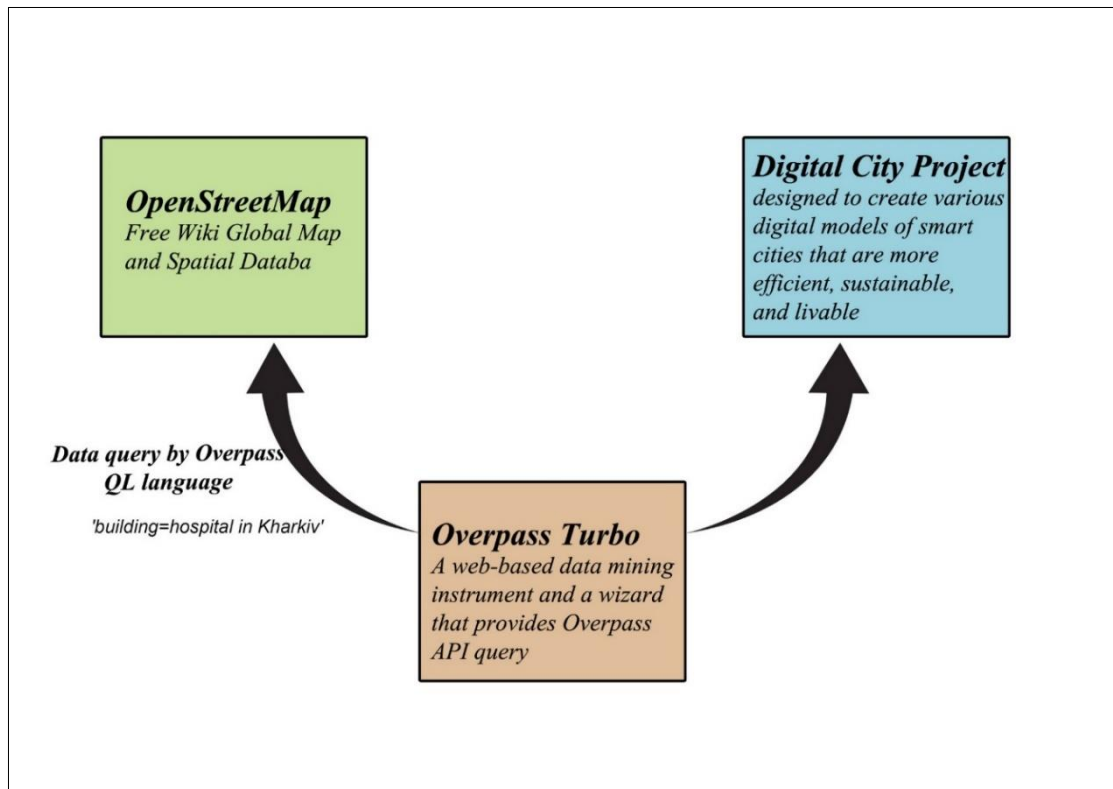 OpenStreetMap
Free Wiki Global Map
and Spatial Databa
Digital City Project
designed to create various
digital models of smart
cities that are more
efficient, sustainable,
and livable
Data query by Overpass
QL language
'building=hospital in Kharkiv'
Overpass Turbo
A web-based data mining
instrument and a wizard
that provides Overpass
API query